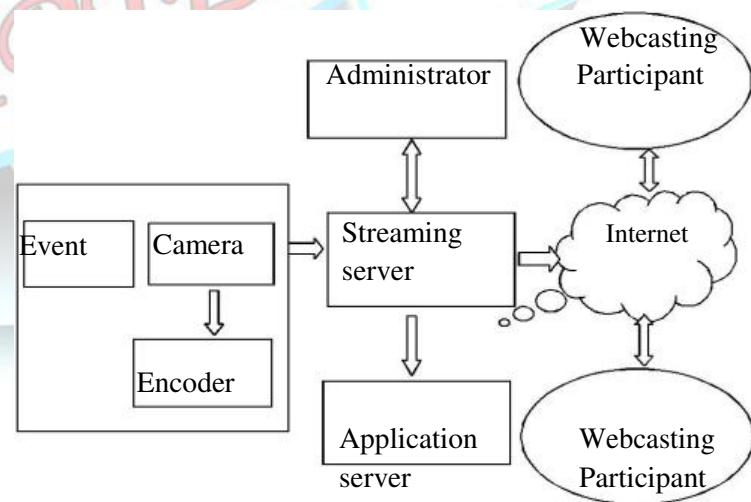 Administrator
Webcasting
Participant
Event
Camera
Streaming
server
Internet
Encoder
Application
server
Webcasting
Participant